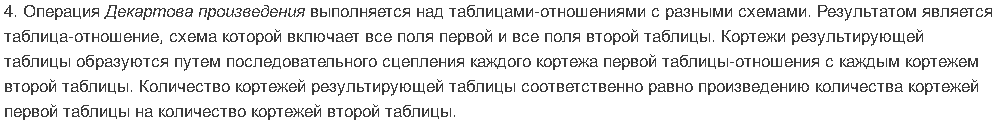 4. Операция Декартова произведения выполняется над таблицами-отношениями с разными схемами. Результатом является
таблица-отношение, схема которой включает все поля первой и все поля второй таблицы. Кортежи результирующей
таблицы образуются путем последовательного сцепления каждого кортежа первой таблицы-отношения с каждым кортежем
второй таблицы. Количество кортежей результирующей таблицы соответственно равно произведению количества кортежей
первой таблицы на количество кортежей второй таблицы.